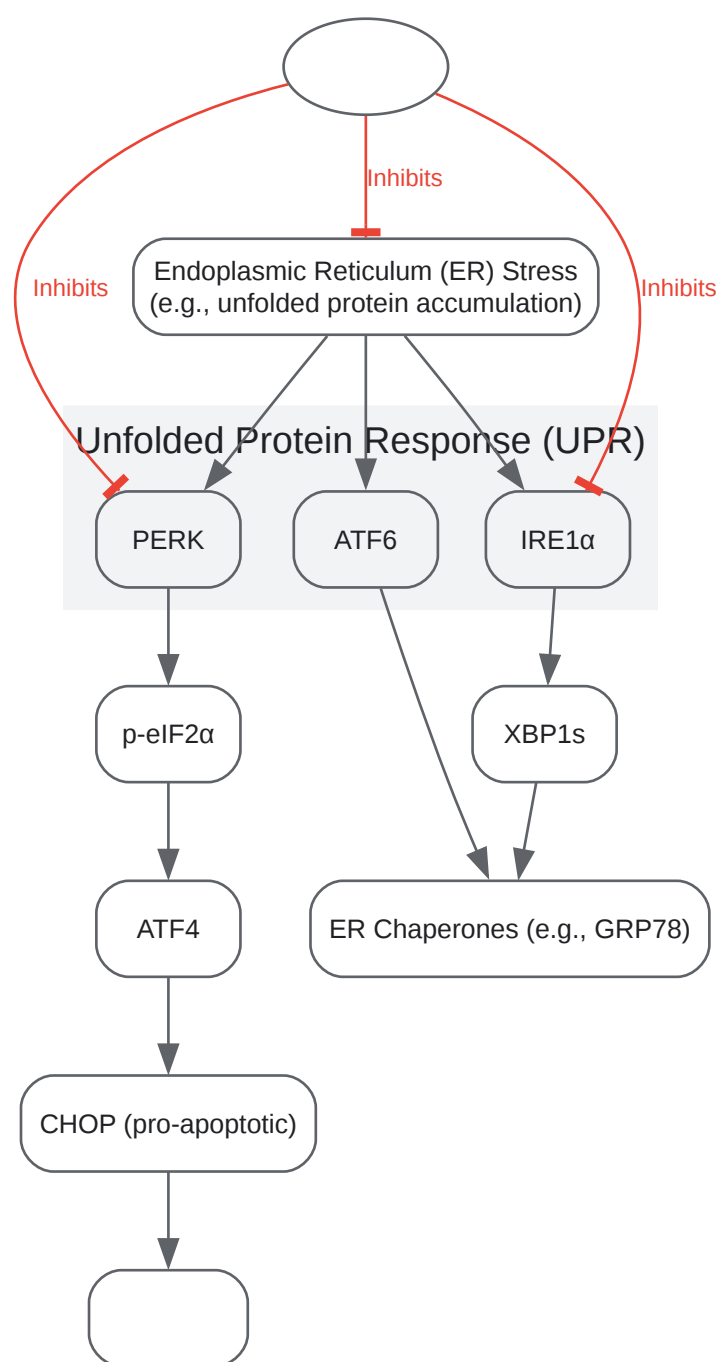 Inhibits
Endoplasmic Reticulum (ER) Stress
(e.g., unfolded protein accumulation)
Inhibits
Inhibits
Unfolded Protein Response (UPR)
PERK
ATF6
IRE1α
p-eIF2α
XBP1s
ATF4
ER Chaperones (e.g., GRP78)
CHOP (pro-apoptotic)